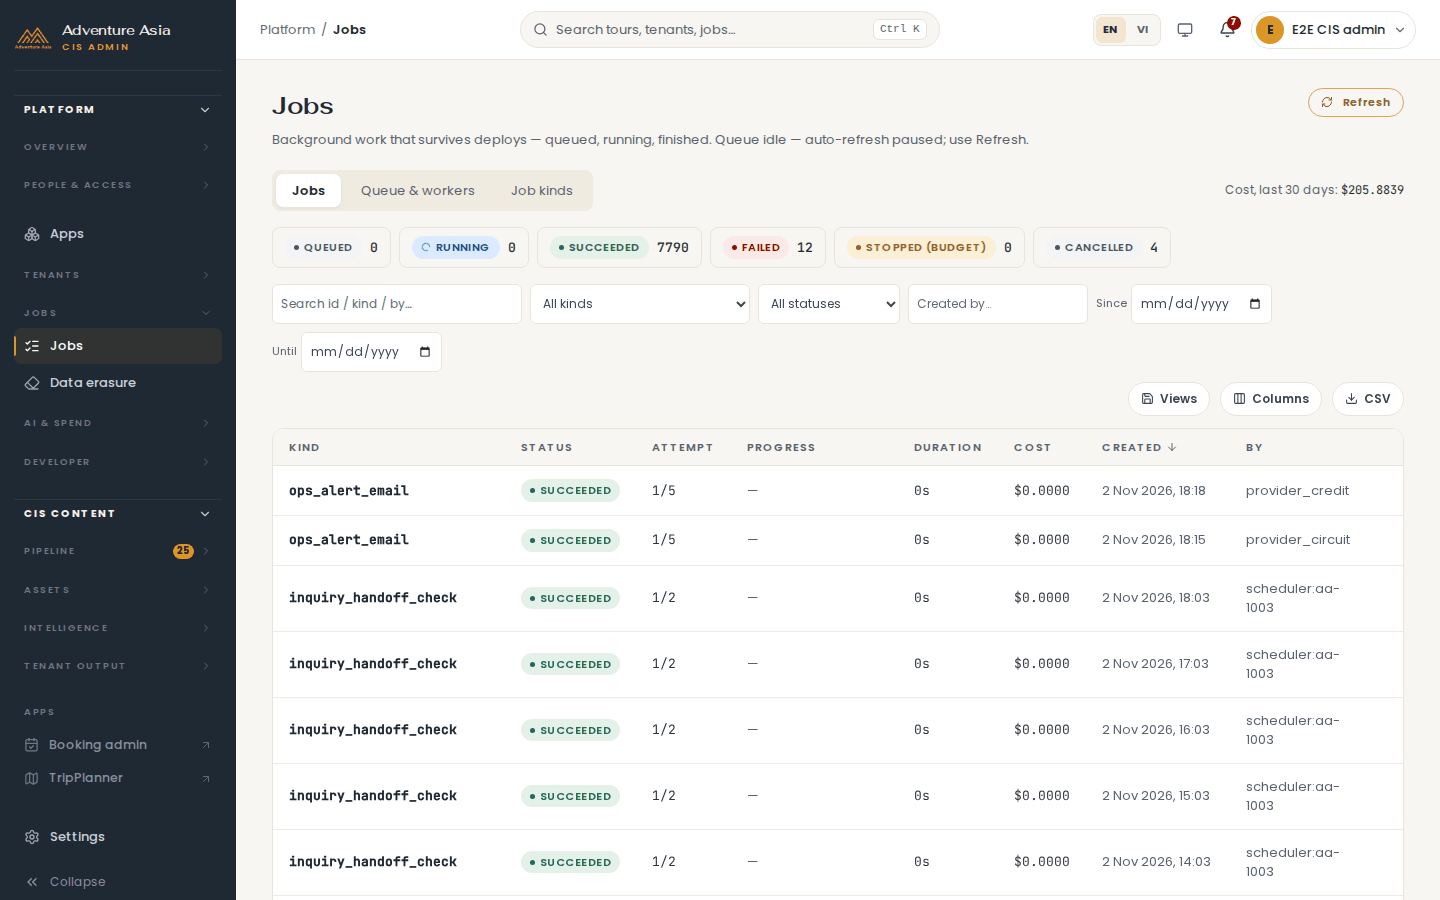 Adventure Asia
CIS ADMIN
Adventure Asia
PLATFORM
OVERVIEW
PEOPLE & ACCESS
Apps
TENANTS
JOBS
Jobs
Data erasure
AI & SPEND
DEVELOPER
CIS CONTENT
PIPELINE 25
ASSETS
INTELLIGENCE
TENANT OUTPUT
APPS
Booking admin
TripPlanner
Settings
Collapse
Platform / Jobs
Search tours, tenants, jobs... Ctrl K
EN VI
7
E E2E CIS admin
Jobs
Refresh
Background work that survives deploys — queued, running, finished. Queue idle — auto-refresh paused; use Refresh.
Jobs Queue & workers Job kinds
Cost, last 30 days: $205.8839
QUEUED 0 RUNNING 0 SUCCEEDED 7790 FAILED 12 STOPPED (BUDGET) 0 CANCELLED 4
Search id / kind / by... All kinds All statuses Created by... Since mm/dd/yyyy
Until mm/dd/yyyy
Views Columns CSV
KIND STATUS ATTEMPT PROGRESS DURATION COST CREATED ↓ BY
ops_alert_email SUCCEEDED 1/5 — 0s $0.0000 2 Nov 2026, 18:18 provider_credit
ops_alert_email SUCCEEDED 1/5 — 0s $0.0000 2 Nov 2026, 18:15 provider_circuit
inquiry_handoff_check SUCCEEDED 1/2 — 0s $0.0000 2 Nov 2026, 18:03 scheduler:aa-
1003
inquiry_handoff_check SUCCEEDED 1/2 — 0s $0.0000 2 Nov 2026, 17:03 scheduler:aa-
1003
inquiry_handoff_check SUCCEEDED 1/2 — 0s $0.0000 2 Nov 2026, 16:03 scheduler:aa-
1003
inquiry_handoff_check SUCCEEDED 1/2 — 0s $0.0000 2 Nov 2026, 15:03 scheduler:aa-
1003
inquiry_handoff_check SUCCEEDED 1/2 — 0s $0.0000 2 Nov 2026, 14:03 scheduler:aa-
1003